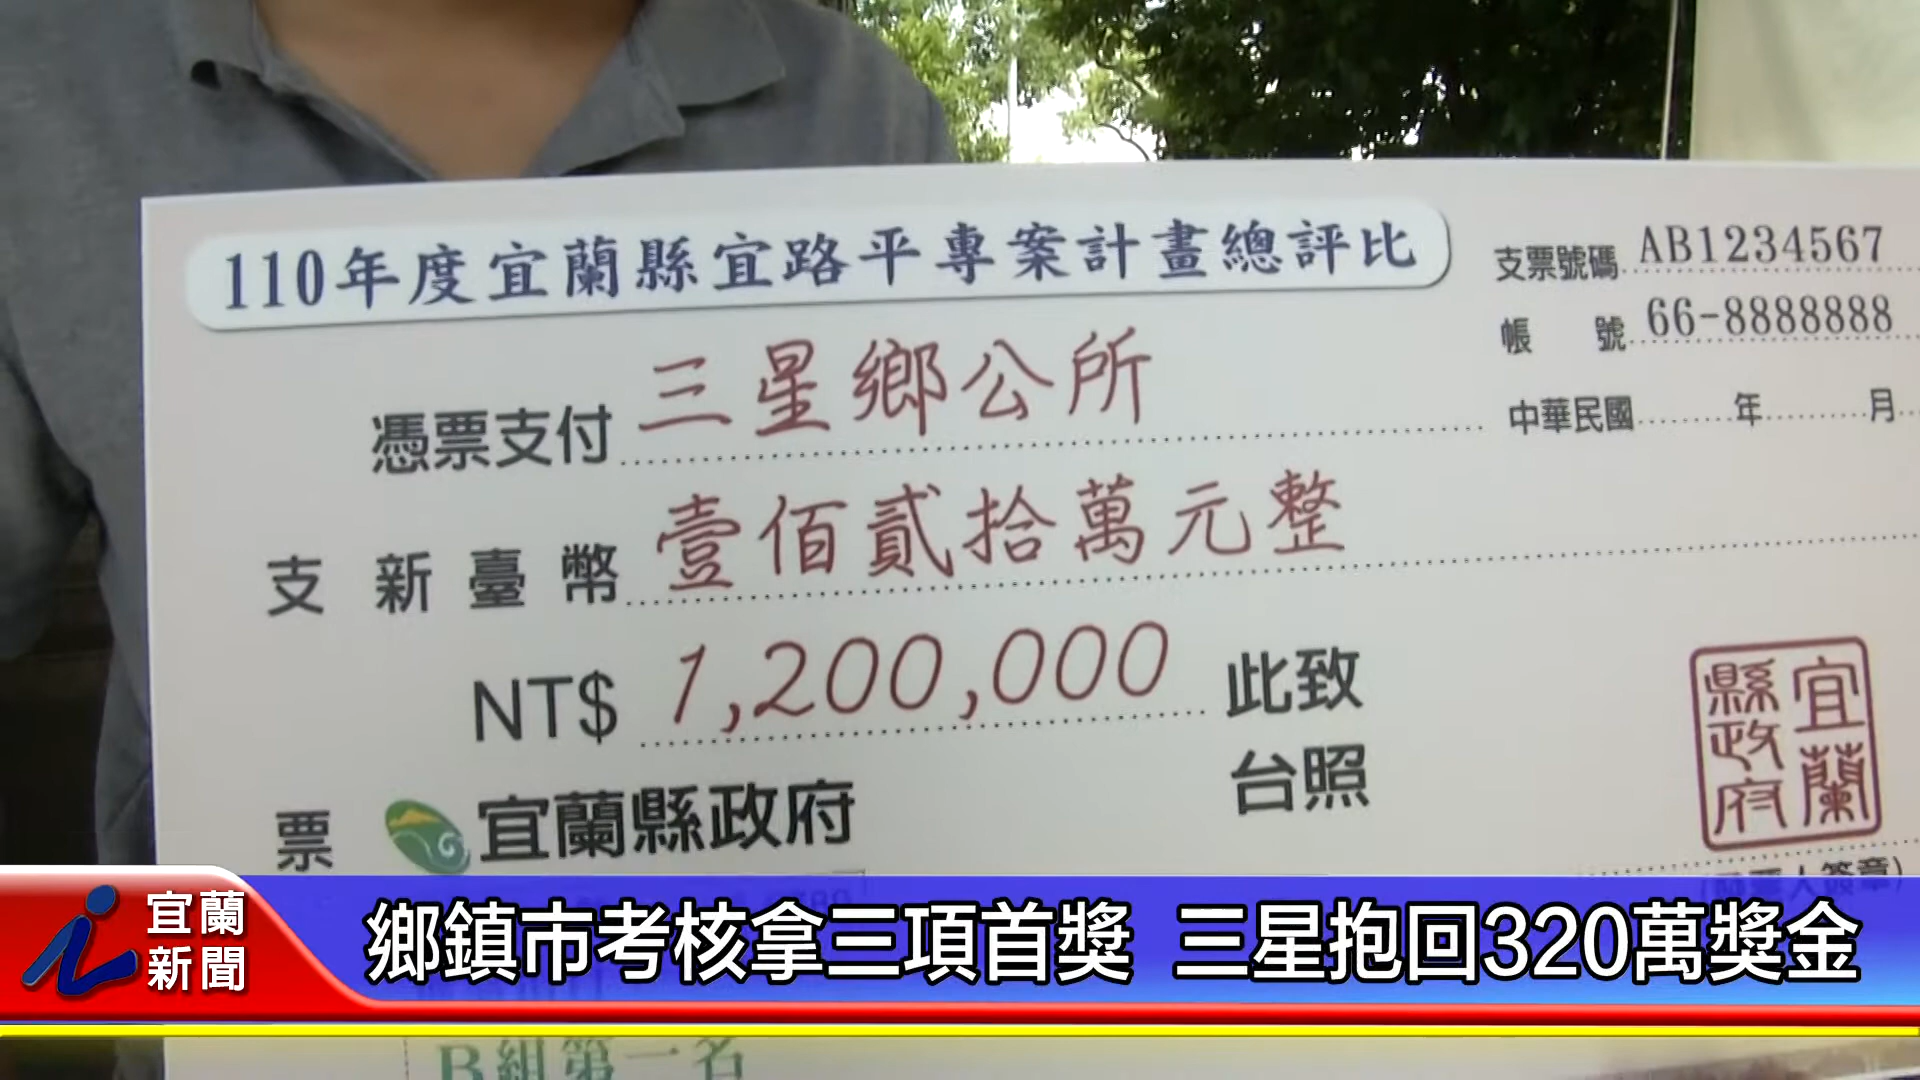 110年度宜蘭縣宜路平專案計畫總評比
支票號碼 AB1234567
帳 號 66-8888888
中華民國 年 月
憑票支付 三星鄉公所
支 新臺幣 壹佰貳拾萬元整
NT$ 1,200,000 此致
台照
票 宜蘭縣政府
宜蘭
縣政府
宜蘭
新聞
鄉鎮市考核拿三項首獎 三星抱回320萬獎金
B組第一名